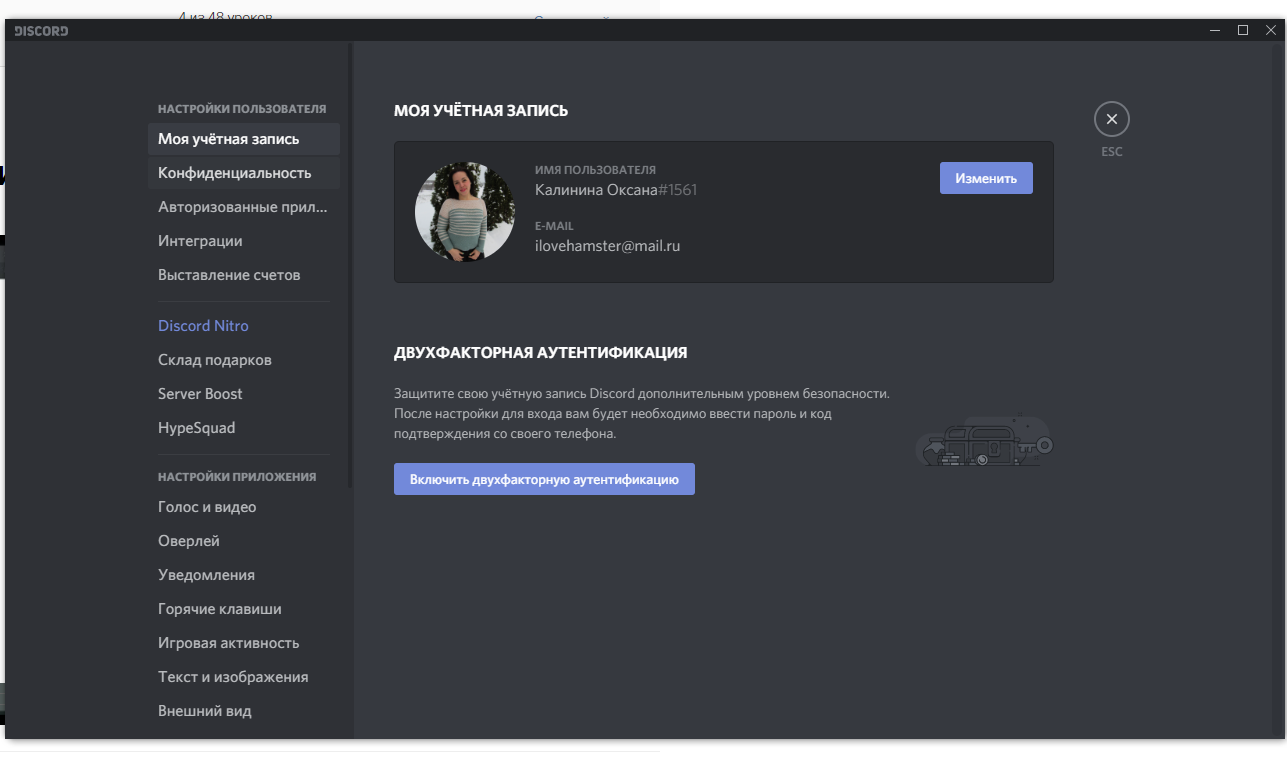 4 из 48 уроков
DISCORD
НАСТРОЙКИ ПОЛЬЗОВАТЕЛЯ
Моя учётная запись
Конфиденциальность
Авторизованные прил...
Интеграции
Выставление счетов
Discord Nitro
Склад подарков
Server Boost
HypeSquad
НАСТРОЙКИ ПРИЛОЖЕНИЯ
Голос и видео
Оверлей
Уведомления
Горячие клавиши
Игровая активность
Текст и изображения
Внешний вид
МОЯ УЧЁТНАЯ ЗАПИСЬ
ИМЯ ПОЛЬЗОВАТЕЛЯ
Калинина Оксана#1561
Изменить
E-MAIL
ilovehamster@mail.ru
ESC
ДВУХФАКТОРНАЯ АУТЕНТИФИКАЦИЯ
Защитите свою учётную запись Discord дополнительным уровнем безопасности.
После настройки для входа вам будет необходимо ввести пароль и код
подтверждения со своего телефона.
Включить двухфакторную аутентификацию